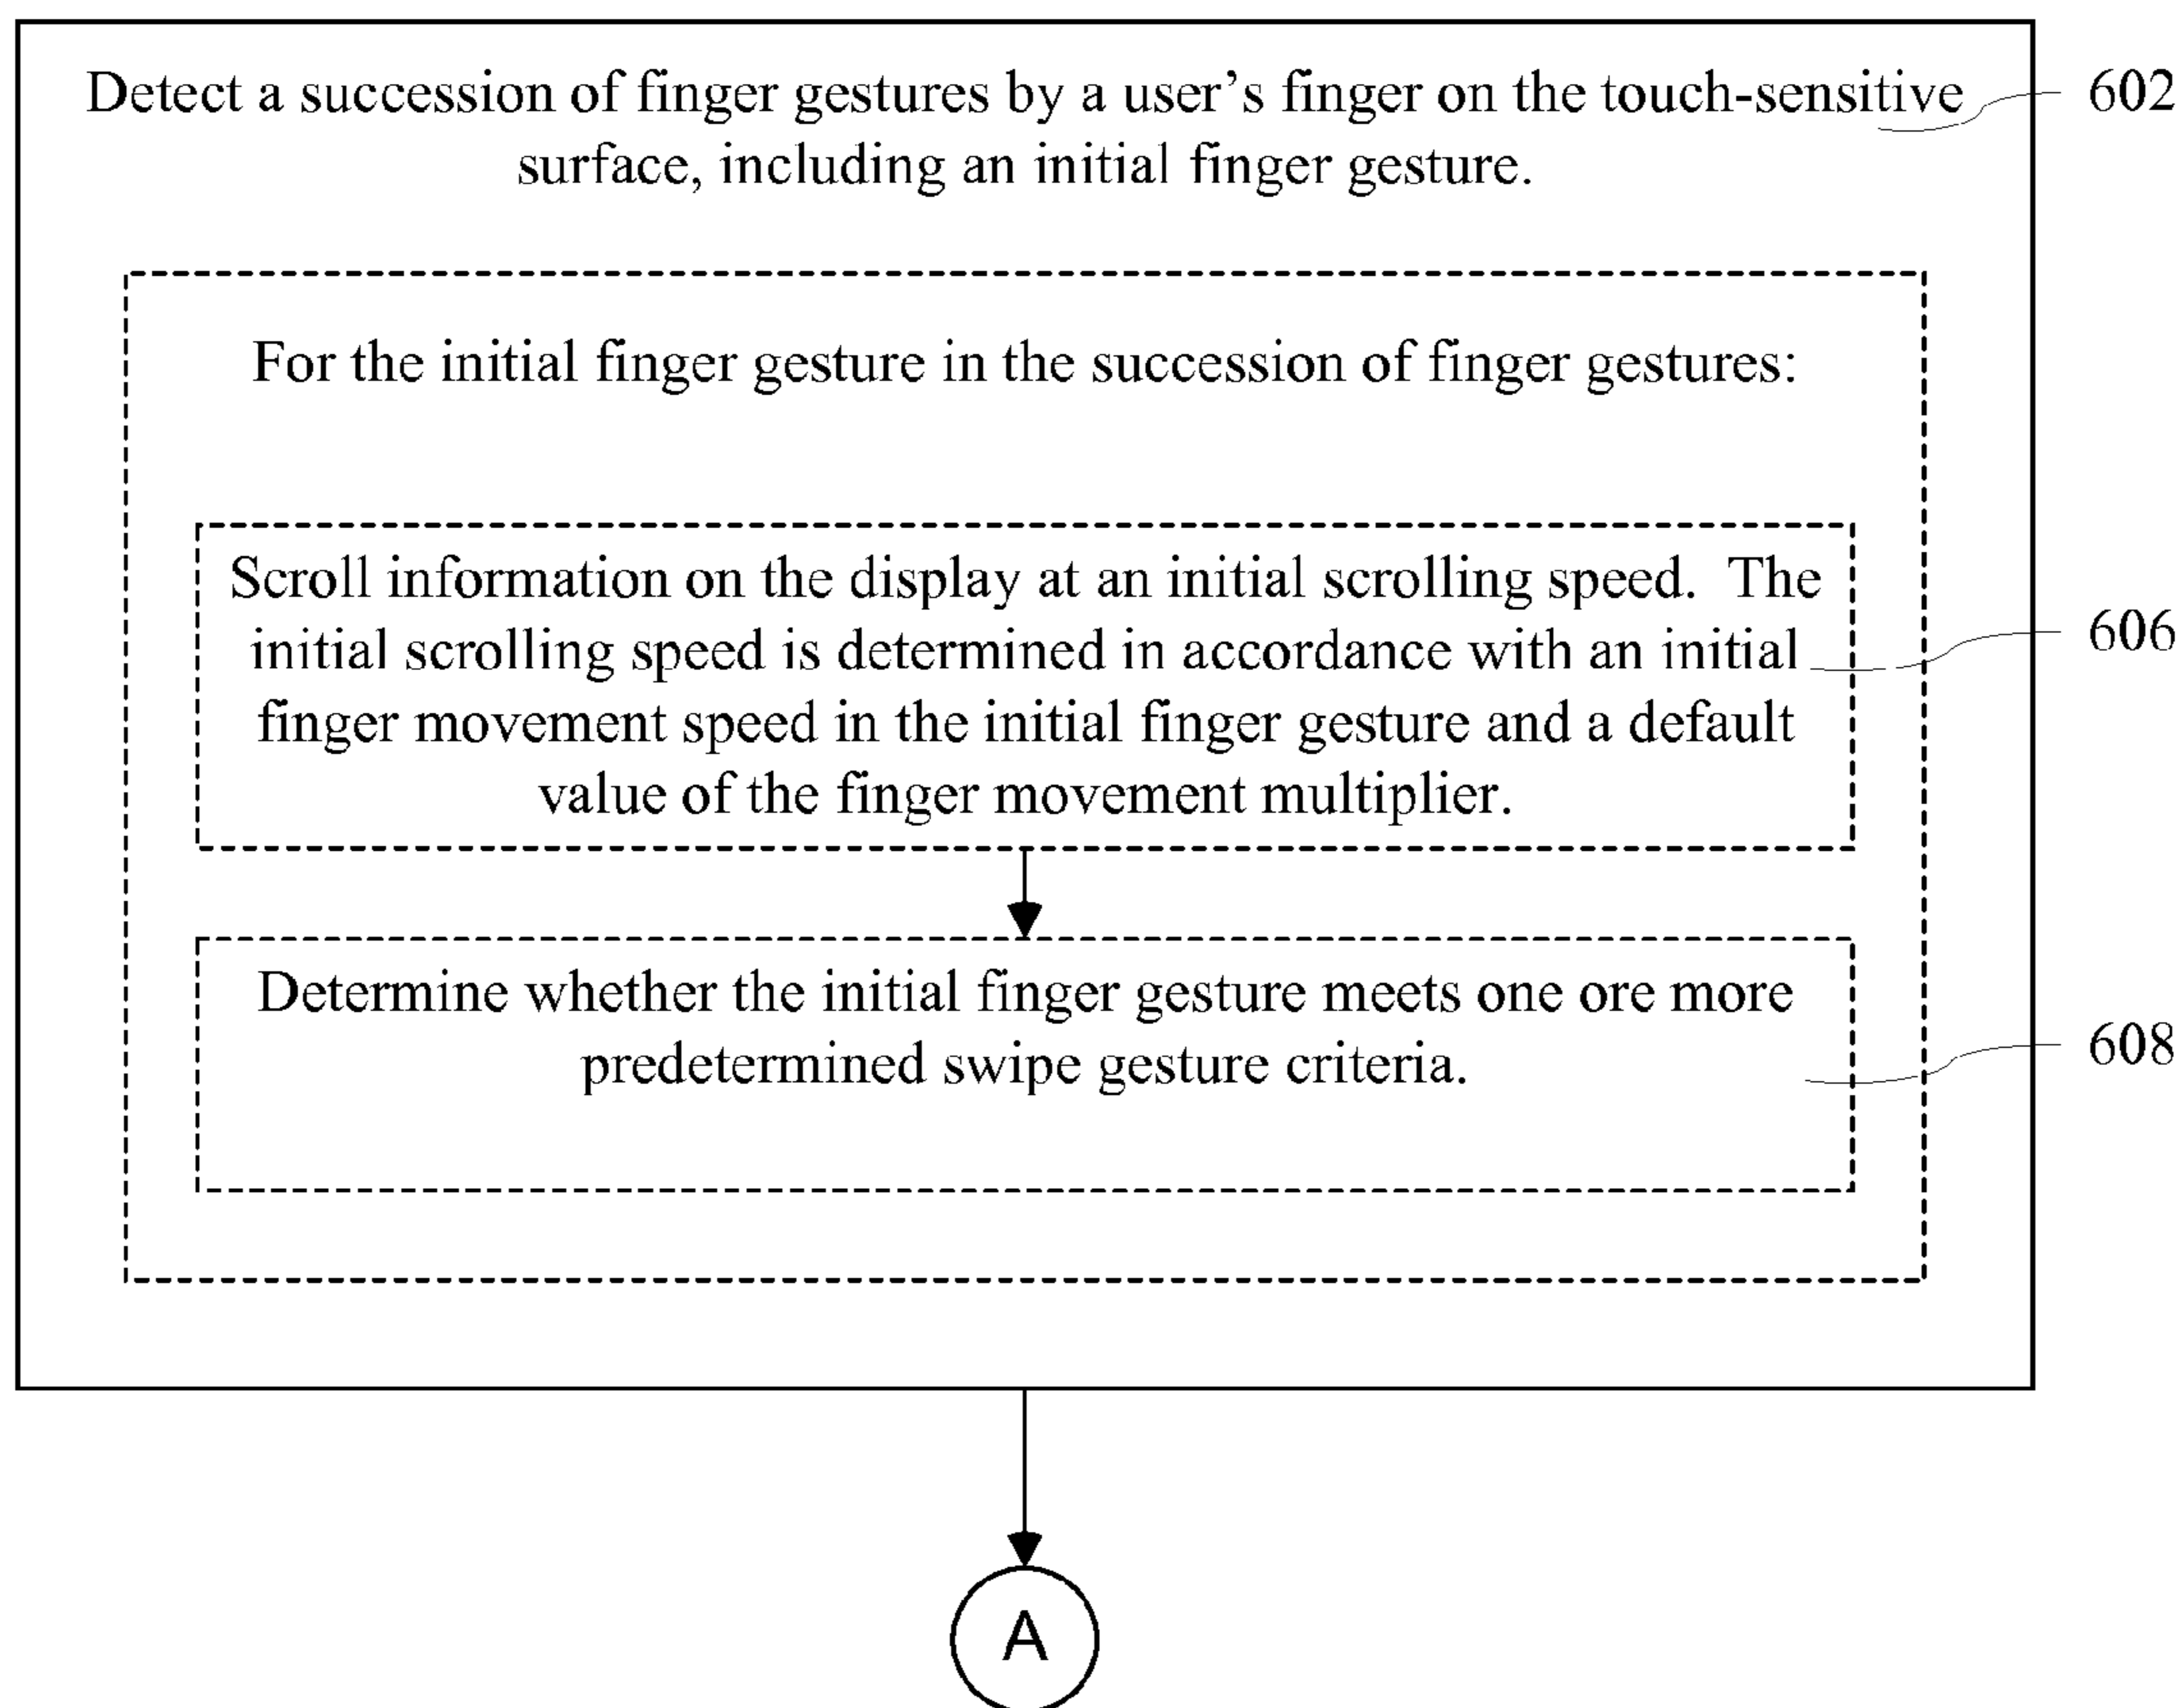 Detect a succession of finger gestures by a user's finger on the touch-sensitive
surface, including an initial finger gesture.
602
For the initial finger gesture in the succession of finger gestures:
Scroll information on the display at an initial scrolling speed.  The
initial scrolling speed is determined in accordance with an initial
finger movement speed in the initial finger gesture and a default
value of the finger movement multiplier.
606
Determine whether the initial finger gesture meets one ore more
predetermined swipe gesture criteria.
608
A